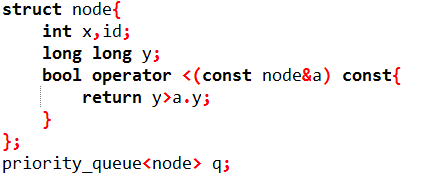 struct node{
    int x,id;
    long long y;
    bool operator <(const node&a) const{
        return y>a.y;
    }
};
priority_queue<node> q;